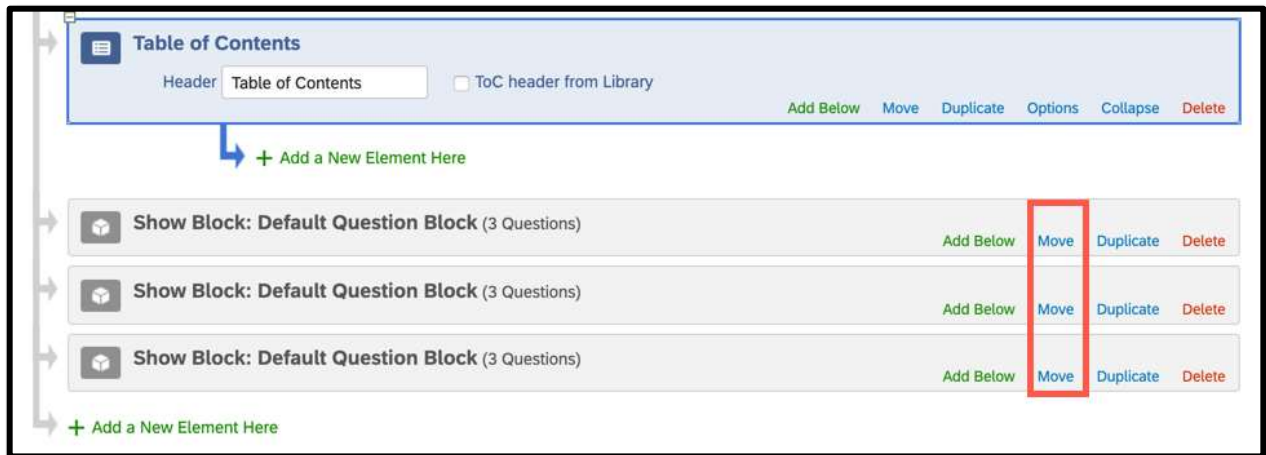 Table of Contents
Header Table of Contents ToC header from Library
Add Below Move Duplicate Options Collapse Delete
+ Add a New Element Here
Show Block: Default Question Block (3 Questions)
Add Below Move Duplicate Delete
Show Block: Default Question Block (3 Questions)
Add Below Move Duplicate Delete
Show Block: Default Question Block (3 Questions)
Add Below Move Duplicate Delete
+ Add a New Element Here